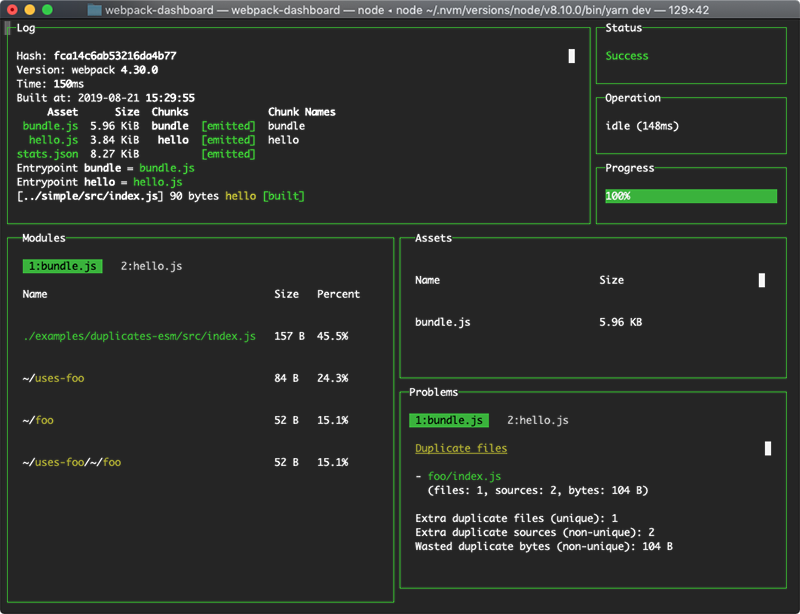 webpack-dashboard — webpack-dashboard — node ◂ node ~/.nvm/versions/node/v8.10.0/bin/yarn dev — 129×42
Log
Hash: fca14c6ab53216da4b77
Version: webpack 4.30.0
Time: 150ms
Built at: 2019-08-21 15:29:55
Asset Size Chunks Chunk Names
bundle.js 5.96 KiB bundle [emitted] bundle
hello.js 3.84 KiB hello [emitted] hello
stats.json 8.27 KiB [emitted]
Entrypoint bundle = bundle.js
Entrypoint hello = hello.js
[../simple/src/index.js] 90 bytes hello [built]
Status
Success
Operation
idle (148ms)
Progress
100%
Modules
1:bundle.js 2:hello.js
Name Size Percent
./examples/duplicates-esm/src/index.js 157 B 45.5%
~/uses-foo 84 B 24.3%
~/foo 52 B 15.1%
~/uses-foo/~/foo 52 B 15.1%
Assets
Name Size
bundle.js 5.96 KB
Problems
1:bundle.js 2:hello.js
Duplicate files
- foo/index.js
(files: 1, sources: 2, bytes: 104 B)
Extra duplicate files (unique): 1
Extra duplicate sources (non-unique): 2
Wasted duplicate bytes (non-unique): 104 B